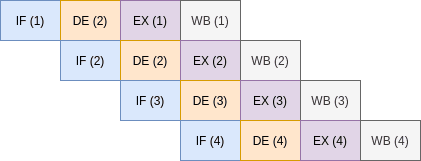 IF (1) DE (2) EX (1) WB (1)
IF (2) DE (2) EX (2) WB (2)
IF (3) DE (3) EX (3) WB (3)
IF (4) DE (4) EX (4) WB (4)